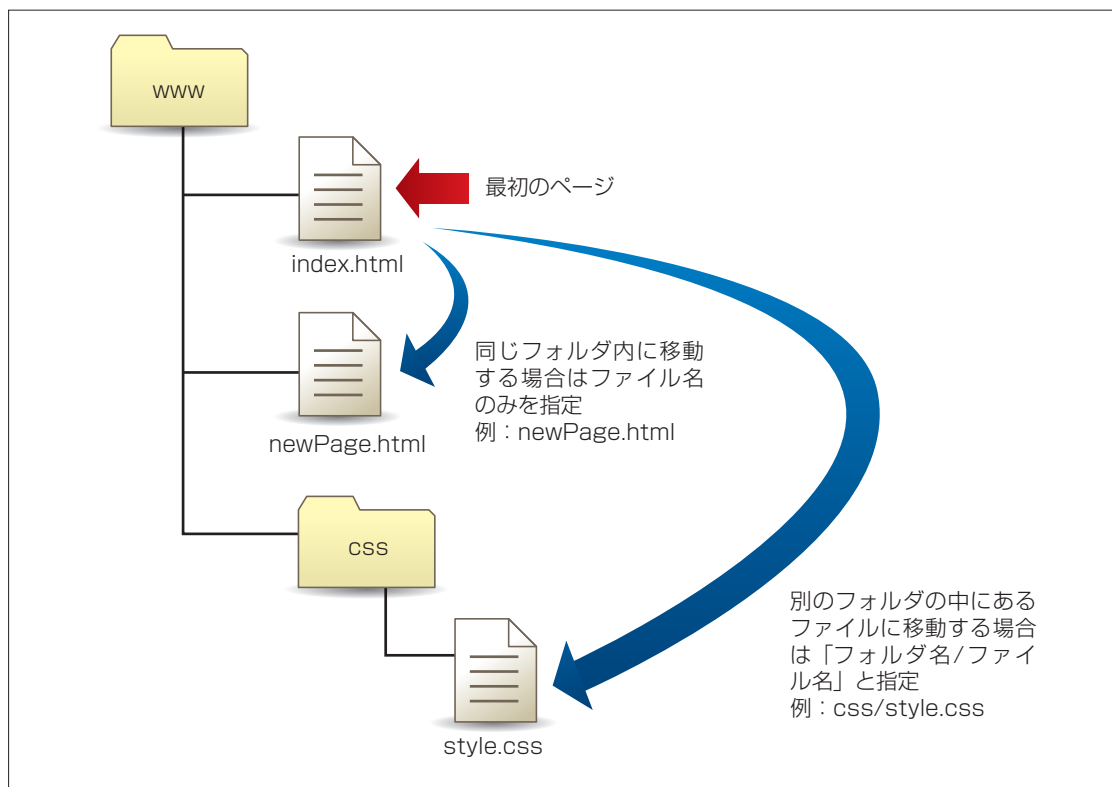 www
最初のページ
index.html
同じフォルダ内に移動
する場合はファイル名
のみを指定
例：newPage.html
newPage.html
css
別のフォルダの中にある
ファイルに移動する場合
は「フォルダ名/ファイ
ル名」と指定
例：css/style.css
style.css